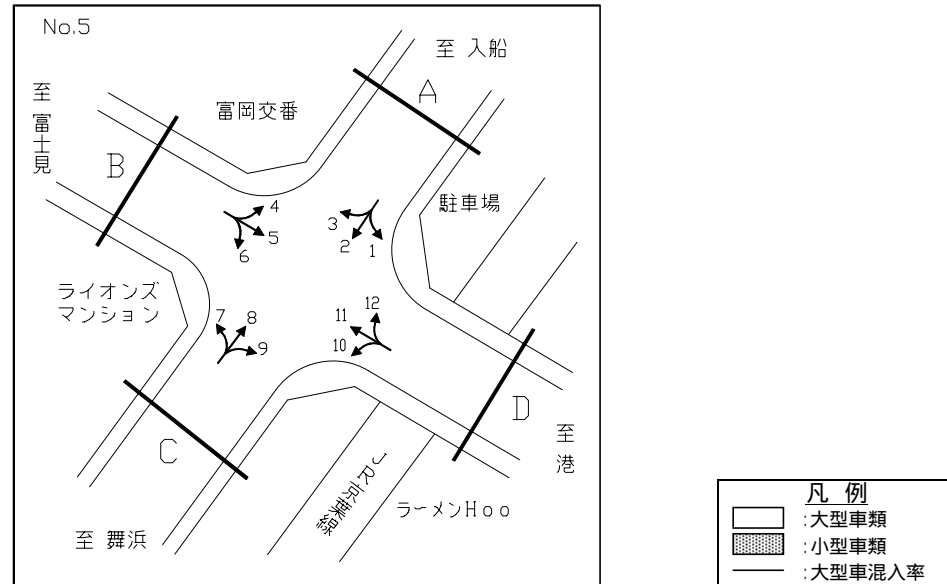 No.5
至 入船
至 富士見
富岡交番
A
B
駐車場
4
5
6
3
2
1
ライオンズ
マンション
7
8
9
12
11
10
D
C
至 港
JR京葉線
ラーメンHoo
至 舞浜
凡 例
:大型車類
:小型車類
:大型車混入率